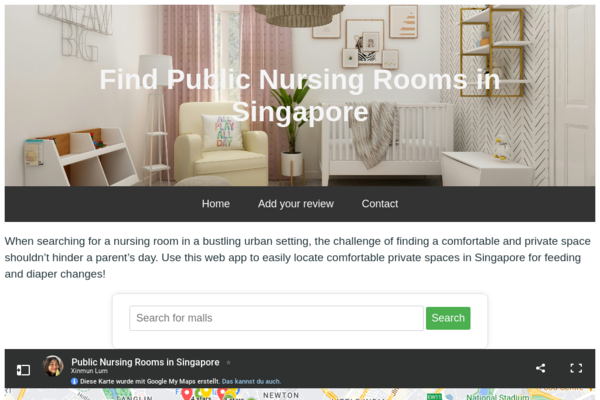 Find Public Nursing Rooms in
Singapore
ALL
PLAY
ALL
DAY
Home Add your review Contact
When searching for a nursing room in a bustling urban setting, the challenge of finding a comfortable and private space
shouldn’t hinder a parent’s day. Use this web app to easily locate comfortable private spaces in Singapore for feeding
and diaper changes!
Search for malls Search
Public Nursing Rooms in Singapore
Xinmun Lum
Diese Karte wurde mit Google My Maps erstellt. Das kannst du auch.
NEWTON
National Stadium